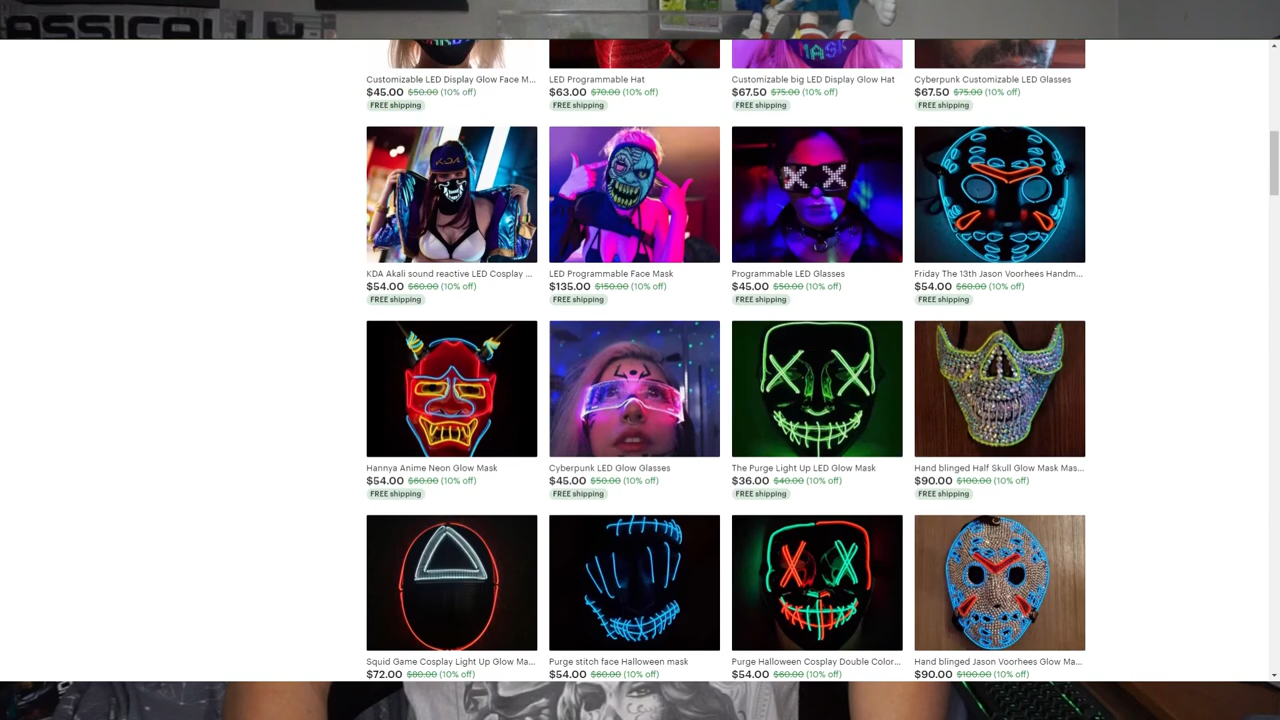 ASSICALLY
MASK
Customizable LED Display Glow Face M...
LED Programmable Hat
Customizable big LED Display Glow Hat
Cyberpunk Customizable LED Glasses
$45.00 $50.00 (10% off)
$63.00 $70.00 (10% off)
$67.50 $75.00 (10% off)
$67.50 $75.00 (10% off)
FREE shipping
FREE shipping
FREE shipping
FREE shipping
KDA
KDA Akali sound reactive LED Cosplay ...
LED Programmable Face Mask
Programmable LED Glasses
Friday The 13th Jason Voorhees Handm...
$54.00 $60.00 (10% off)
$135.00 $150.00 (10% off)
$45.00 $50.00 (10% off)
$54.00 $60.00 (10% off)
FREE shipping
FREE shipping
FREE shipping
FREE shipping
Hannya Anime Neon Glow Mask
Cyberpunk LED Glow Glasses
The Purge Light Up LED Glow Mask
Hand blinged Half Skull Glow Mask Mas...
$54.00 $60.00 (10% off)
$45.00 $50.00 (10% off)
$36.00 $40.00 (10% off)
$90.00 $100.00 (10% off)
FREE shipping
FREE shipping
FREE shipping
FREE shipping
Squid Game Cosplay Light Up Glow Ma...
Purge stitch face Halloween mask
Purge Halloween Cosplay Double Color...
Hand blinged Jason Voorhees Glow Ma...
$72.00 $80.00 (10% off)
$54.00 $60.00 (10% off)
$54.00 $60.00 (10% off)
$90.00 $100.00 (10% off)